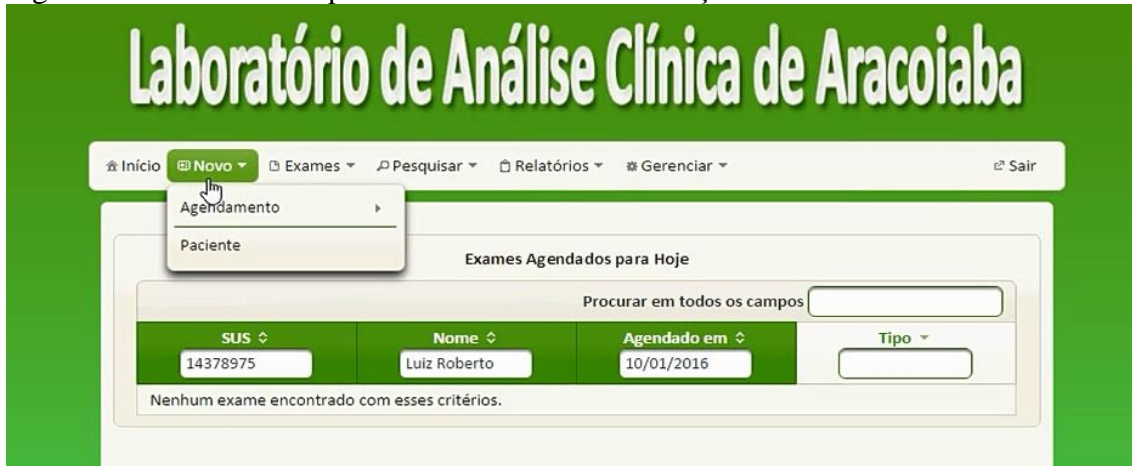 Laboratório de Análise Clínica de Aracoiaba
Início Novo Exames Pesquisar Relatórios Gerenciar Sair
Agendamento
Paciente
Exames Agendados para Hoje
Procurar em todos os campos
SUS Nome Agendado em Tipo
14378975 Luiz Roberto 10/01/2016
Nenhum exame encontrado com esses critérios.